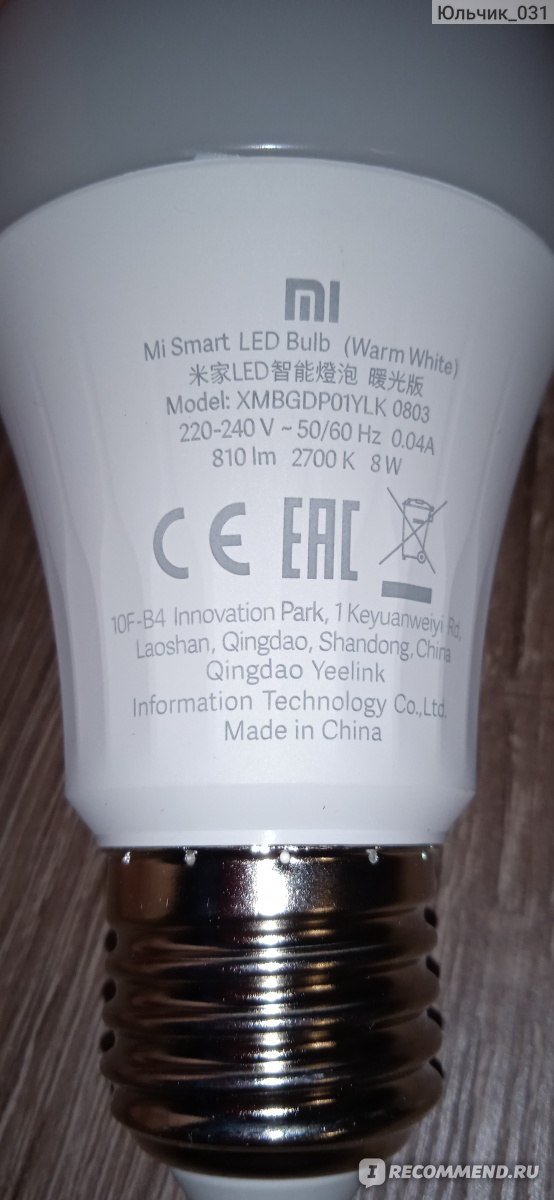 Юльчик_031
mi
Mi Smart LED Bulb (Warm White)
米家LED智能燈泡 暖光版
Model: XMBGDP01YLK 0803
220-240 V ~ 50/60 Hz 0.04A
810 lm 2700 K 8 W
CE EAC
10F-B4 Innovation Park, 1 Keyuanweiyi Rd,
Laoshan, Qingdao, Shandong, China
Qingdao Yeelink
Information Technology Co., Ltd.
Made in China
I RECOMMEND.RU